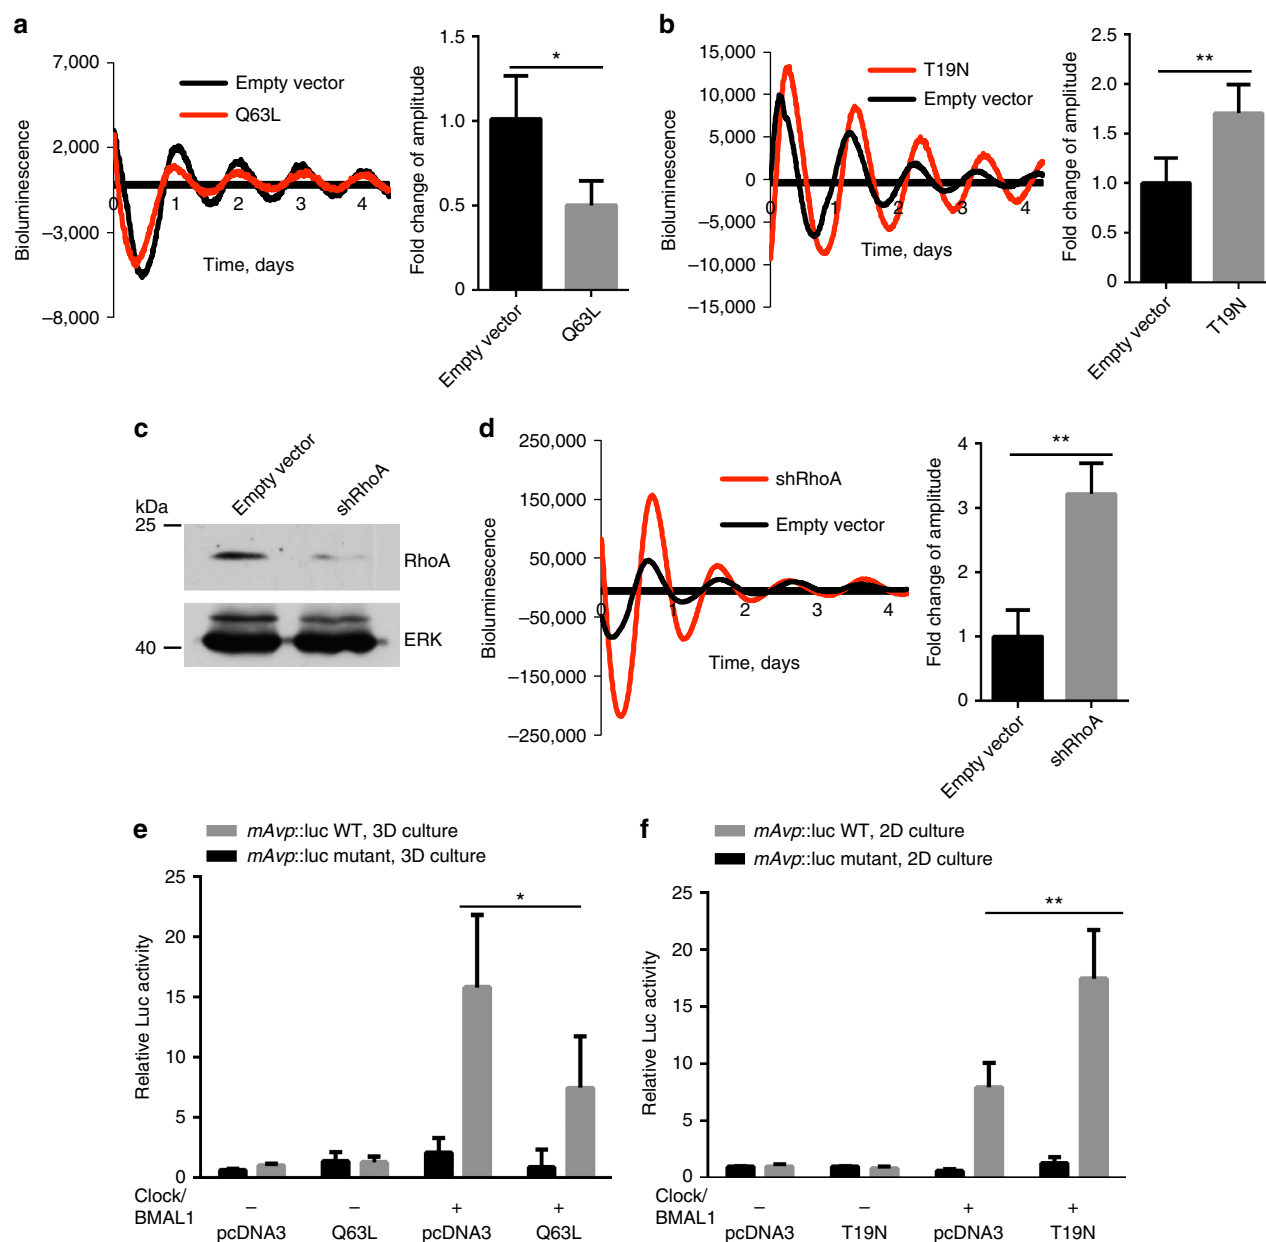 a
7,000
2,000
–3,000
–8,000
Bioluminescence
Empty vector
Q63L
0 1 2 3 4
Time, days
1.5
1.0
0.5
0
Fold change of amplitude
*
Empty vector
Q63L
b
15,000
10,000
5,000
0
–5,000
–10,000
–15,000
Bioluminescence
T19N
Empty vector
0 1 2 3 4
Time, days
2.5
2.0
1.5
1.0
0.5
0
Fold change of amplitude
**
Empty vector
T19N
c
Empty vector
shRhoA
kDa
25
RhoA
40
ERK
d
250,000
150,000
50,000
–50,000
–150,000
–250,000
Bioluminescence
shRhoA
Empty vector
0 1 2 3 4
Time, days
4
3
2
1
0
Fold change of amplitude
**
Empty vector
shRhoA
e
mAvp::luc WT, 3D culture
mAvp::luc mutant, 3D culture
25
20
15
10
5
0
Relative Luc activity
*
Clock/
BMAL1
– – + +
pcDNA3 Q63L pcDNA3 Q63L
f
mAvp::luc WT, 2D culture
mAvp::luc mutant, 2D culture
25
20
15
10
5
0
Relative Luc activity
**
Clock/
BMAL1
– – + +
pcDNA3 T19N pcDNA3 T19N